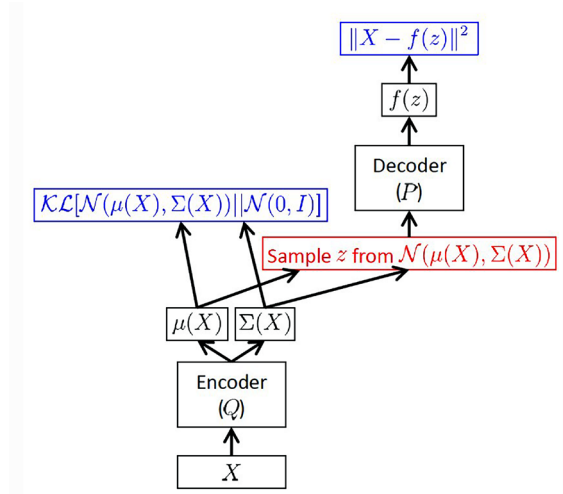 ‖X − f(z)‖²
f(z)
Decoder
(P)
𝒦ℒ[𝒩(μ(X), Σ(X))||𝒩(0, I)]
Sample z from 𝒩(μ(X), Σ(X))
μ(X) Σ(X)
Encoder
(Q)
X